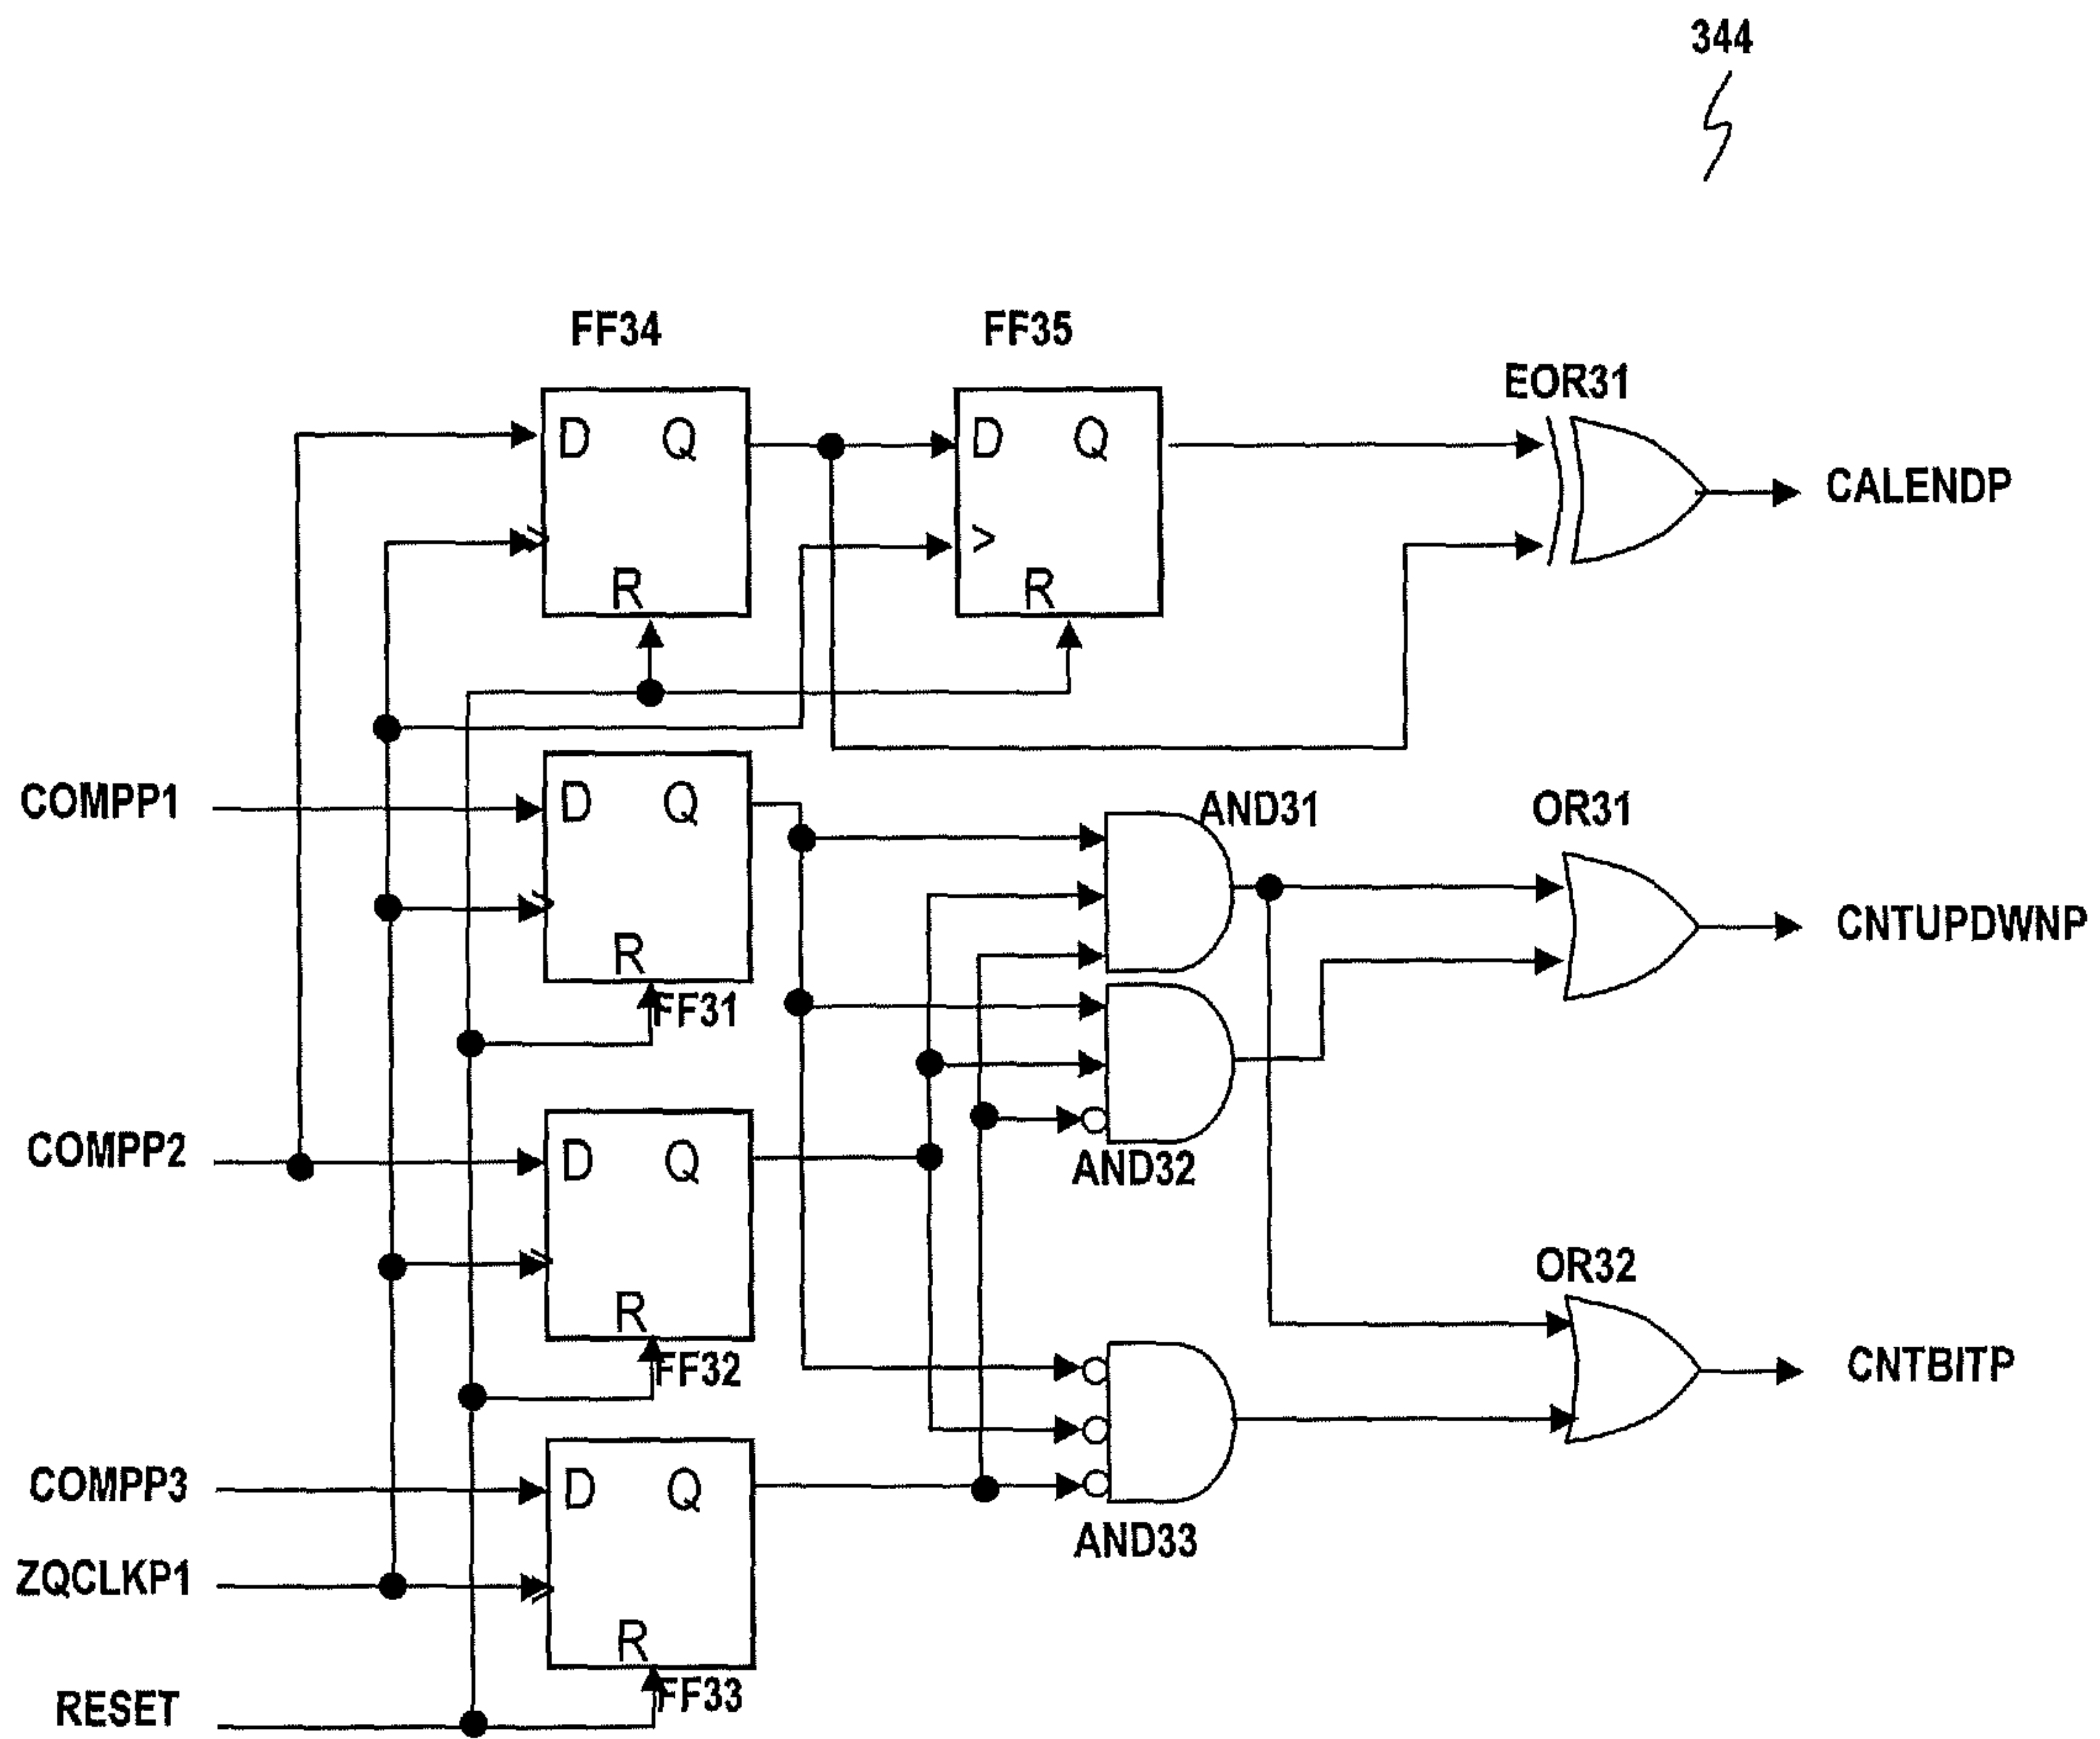 344
FF34
FF35
EOR31
D Q
D Q
CALENDP
>
>
R
R
COMPP1
D Q
AND31
OR31
>
CNTUPDWNP
R
FF31
COMPP2
D Q
AND32
>
OR32
R
FF32
CNTBITP
COMPP3
D Q
AND33
ZQCLKP1
>
R
RESET
FF33